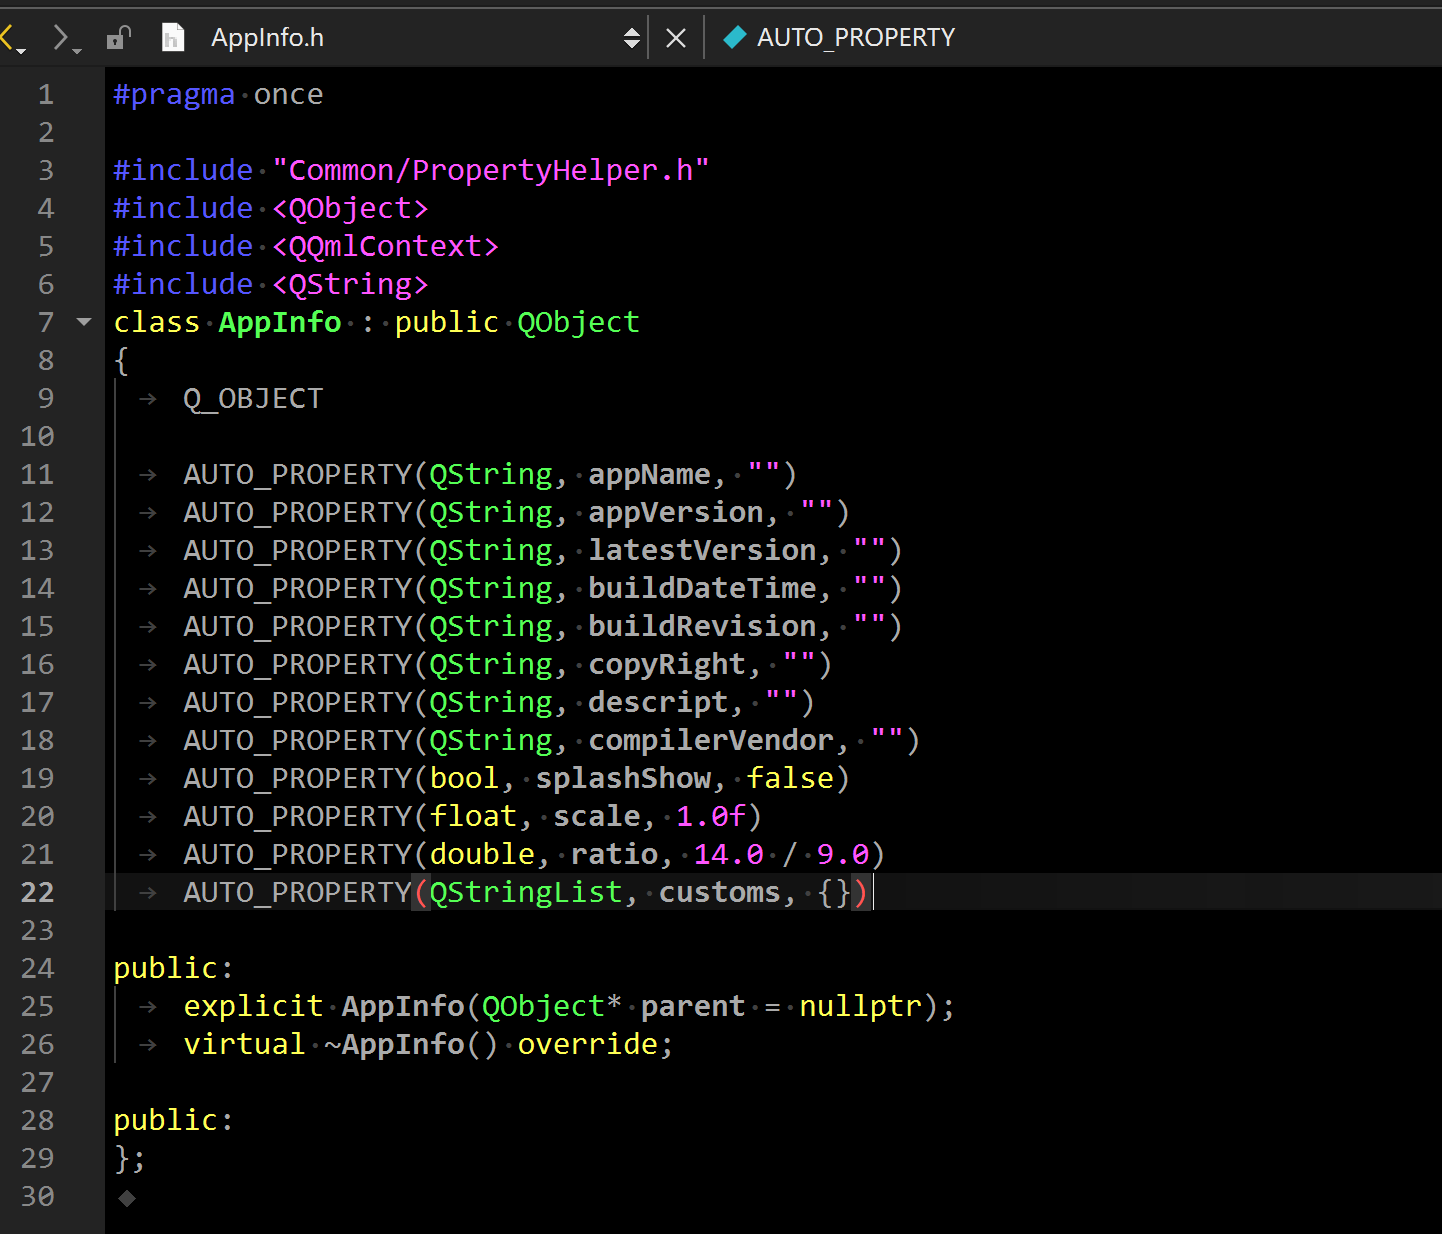 AppInfo.h AUTO_PROPERTY
1 #pragma once
2
3 #include "Common/PropertyHelper.h"
4 #include <QObject>
5 #include <QQmlContext>
6 #include <QString>
7 class AppInfo : public QObject
8 {
9 Q_OBJECT
10
11 AUTO_PROPERTY(QString, appName, "")
12 AUTO_PROPERTY(QString, appVersion, "")
13 AUTO_PROPERTY(QString, latestVersion, "")
14 AUTO_PROPERTY(QString, buildDateTime, "")
15 AUTO_PROPERTY(QString, buildRevision, "")
16 AUTO_PROPERTY(QString, copyRight, "")
17 AUTO_PROPERTY(QString, descript, "")
18 AUTO_PROPERTY(QString, compilerVendor, "")
19 AUTO_PROPERTY(bool, splashShow, false)
20 AUTO_PROPERTY(float, scale, 1.0f)
21 AUTO_PROPERTY(double, ratio, 14.0 / 9.0)
22 AUTO_PROPERTY(QStringList, customs, {})
23
24 public:
25 explicit AppInfo(QObject* parent = nullptr);
26 virtual ~AppInfo() override;
27
28 public:
29 };
30